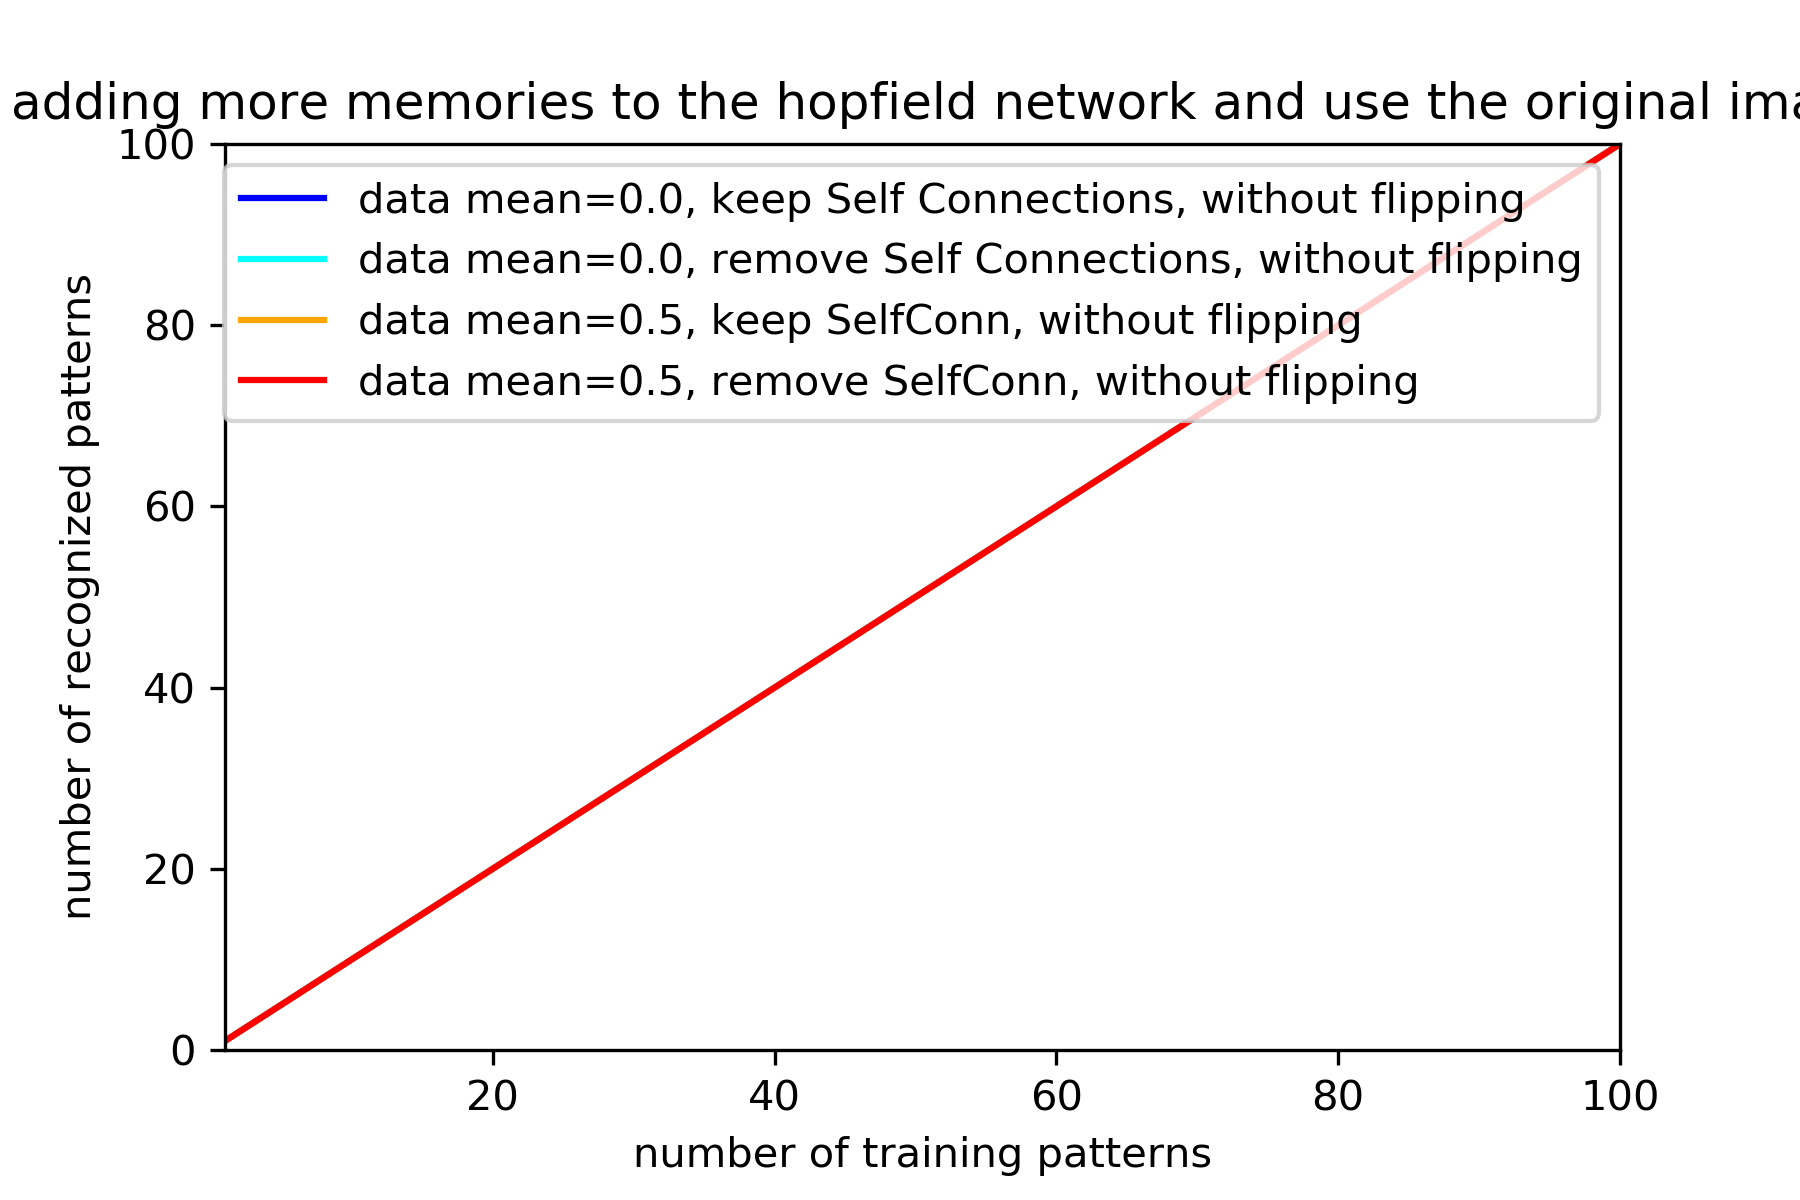 adding more memories to the hopfield network and use the original
100
80
60
40
20
0
number of recognized patterns
data mean=0.0, keep Self Connections, without flipping
data mean=0.0, remove Self Connections, without flipping
data mean=0.5, keep SelfConn, without flipping
data mean=0.5, remove SelfConn, without flipping
20 40 60 80 100
number of training patterns